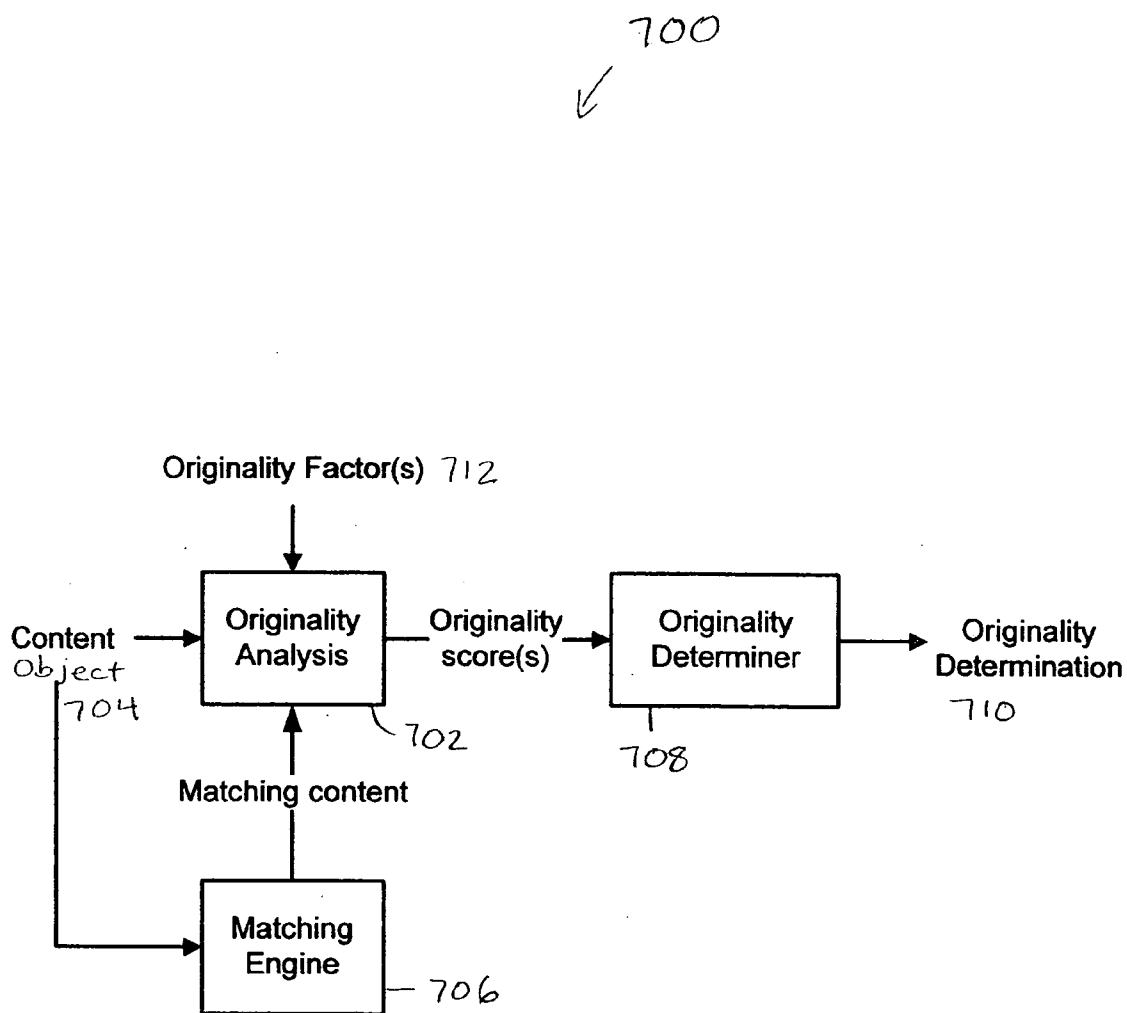 700
Originality Factor(s) 712
Originality
Analysis
702
Content
Object
704
Originality
score(s)
Originality
Determiner
708
Originality
Determination
710
Matching content
Matching
Engine
706